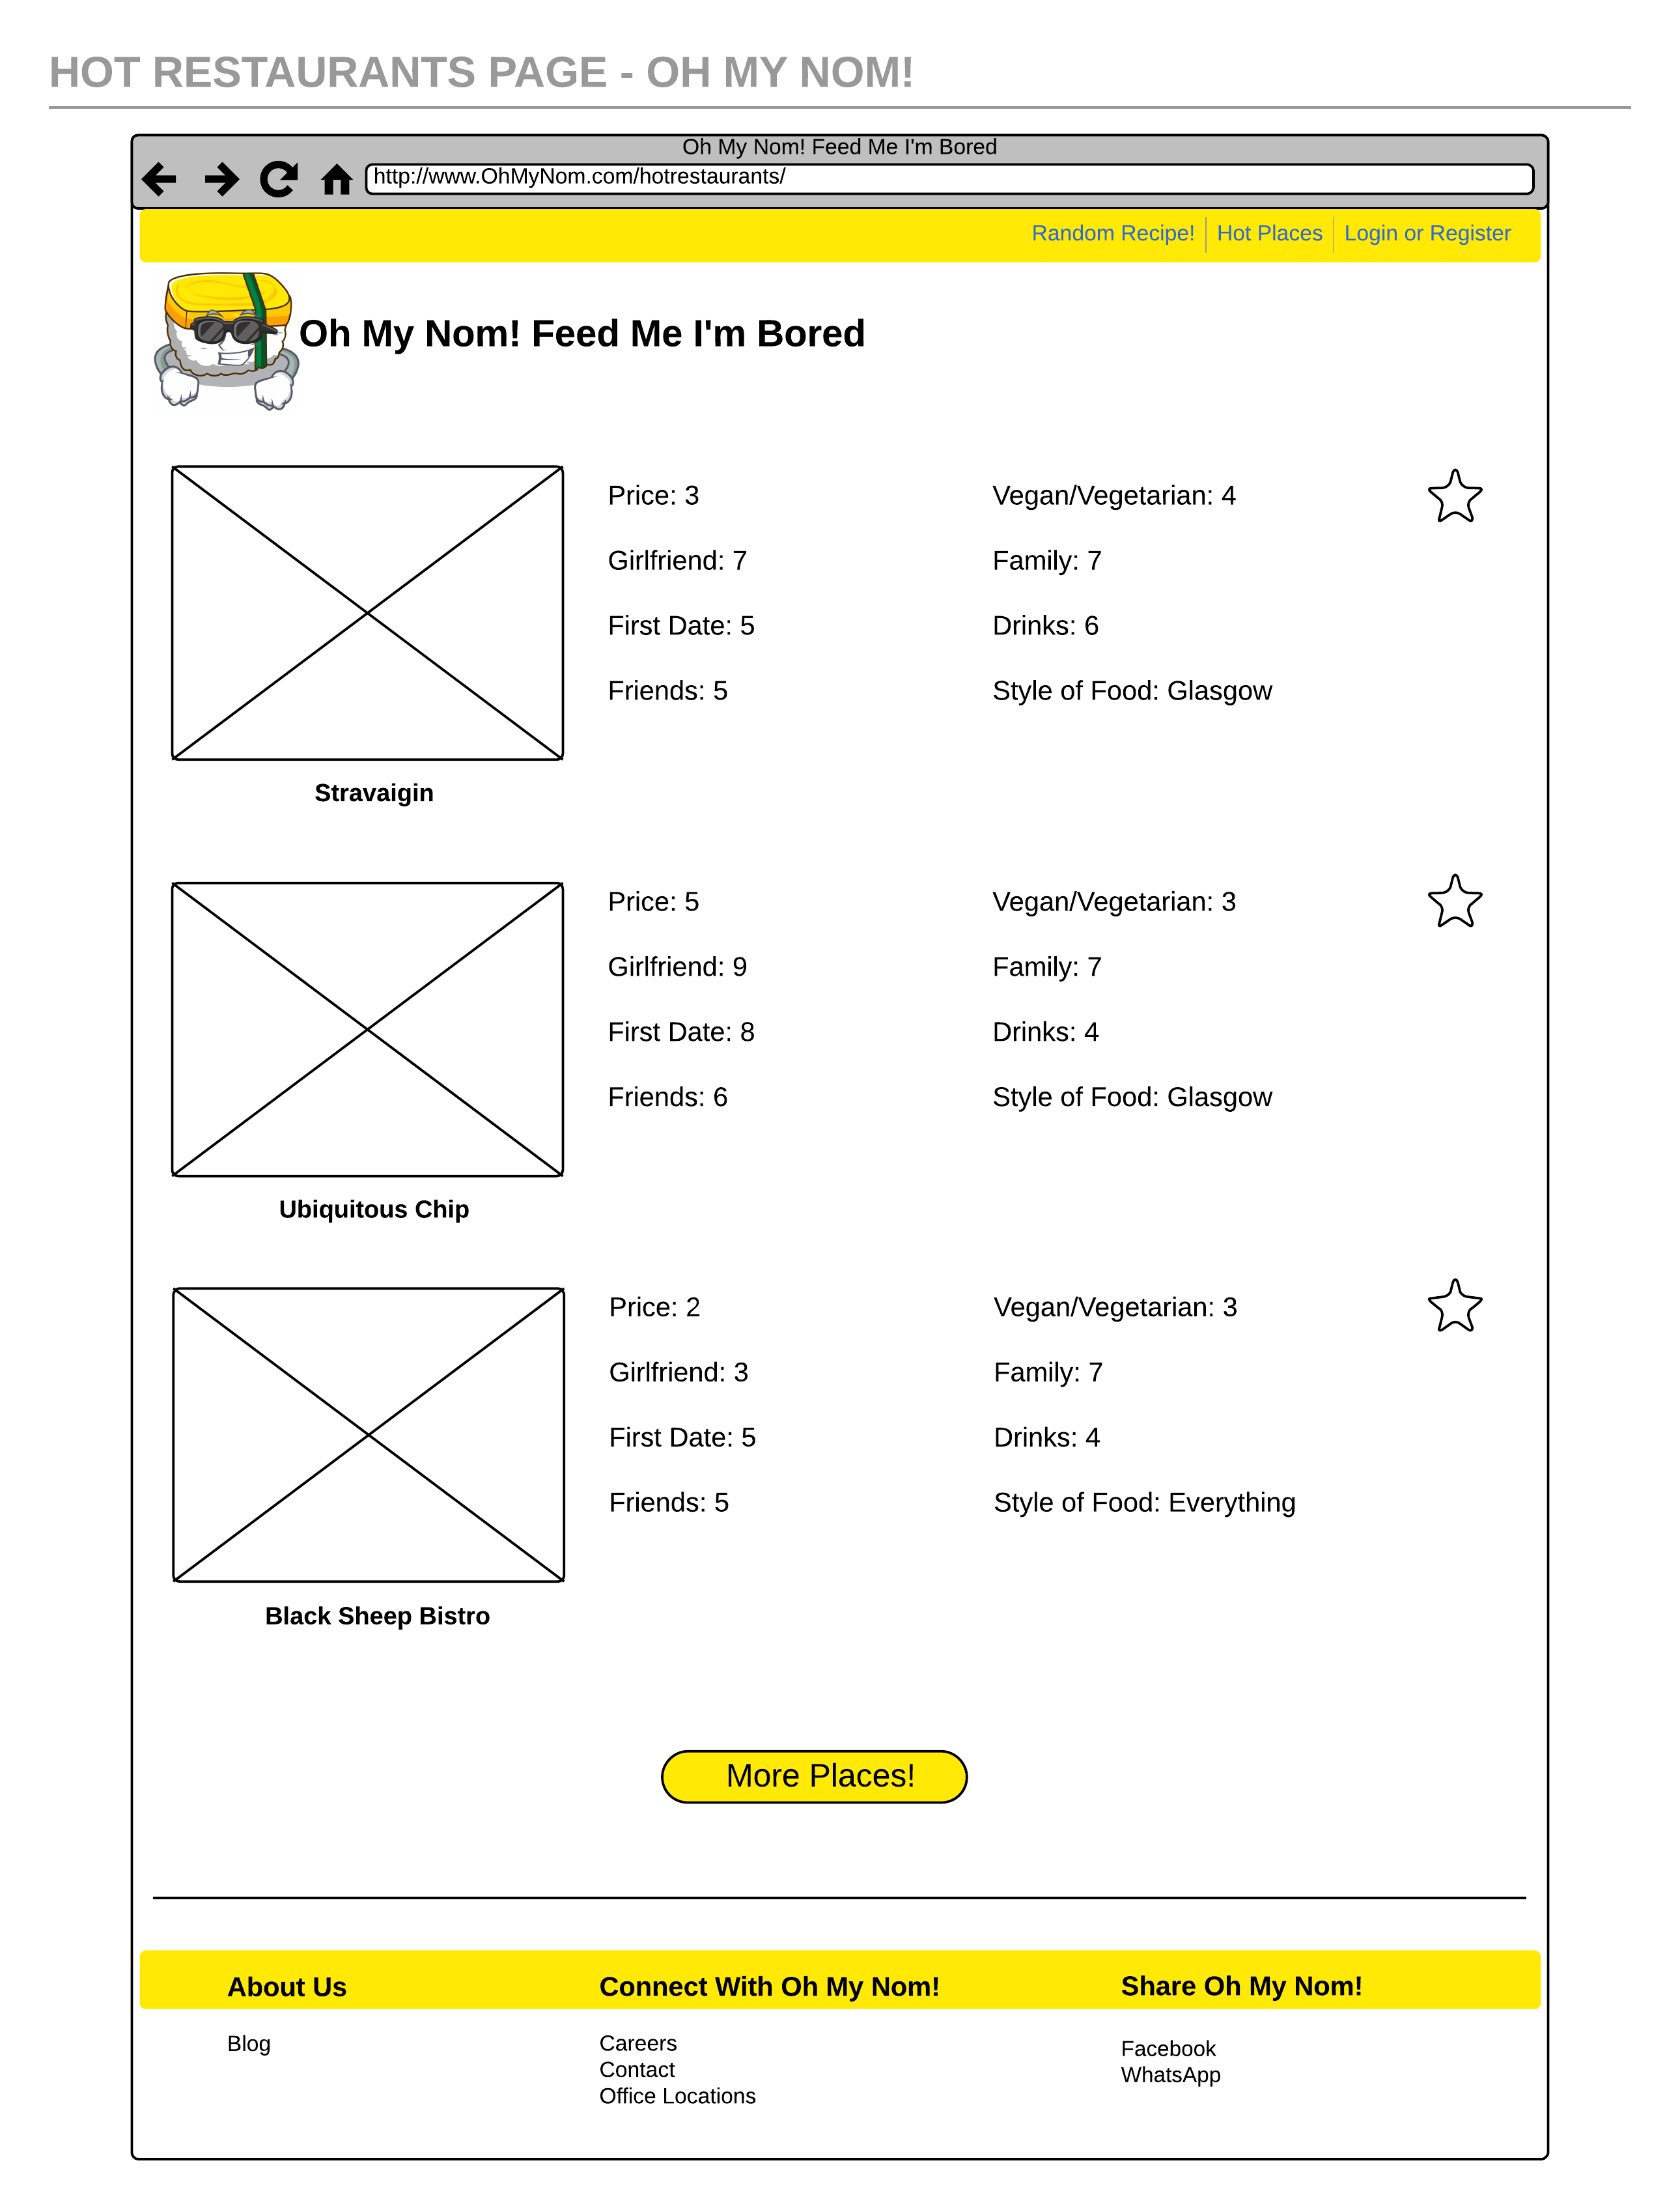 HOT RESTAURANTS PAGE - OH MY NOM!
Oh My Nom! Feed Me I'm Bored
http://www.OhMyNom.com/hotrestaurants/
Random Recipe! Hot Places Login or Register
Oh My Nom! Feed Me I'm Bored
Price: 3
Girlfriend: 7
First Date: 5
Friends: 5
Vegan/Vegetarian: 4
Family: 7
Drinks: 6
Style of Food: Glasgow
Stravaigin
Price: 5
Girlfriend: 9
First Date: 8
Friends: 6
Vegan/Vegetarian: 3
Family: 7
Drinks: 4
Style of Food: Glasgow
Ubiquitous Chip
Price: 2
Girlfriend: 3
First Date: 5
Friends: 5
Vegan/Vegetarian: 3
Family: 7
Drinks: 4
Style of Food: Everything
Black Sheep Bistro
More Places!
About Us
Blog
Connect With Oh My Nom!
Careers
Contact
Office Locations
Share Oh My Nom!
Facebook
WhatsApp